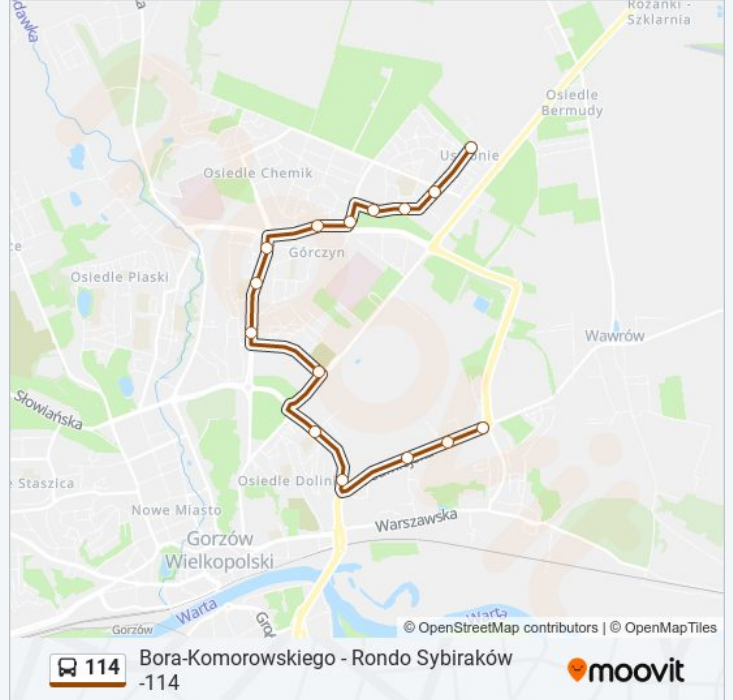 Różanki -
Szklarnia
Osiedle
Bermudy
Osiedle Chemik
Górczyn
Osiedle Piaski
Wawrów
Słowiańska
Staszica
Osiedle
Nowe Miasto
Warszawska
Gorzów
Wielkopolski
Warta
Warta
Gorzów
© OpenStreetMap contributors | © OpenMapTiles
114
Bora-Komorowskiego - Rondo Sybiraków
-114
moovit